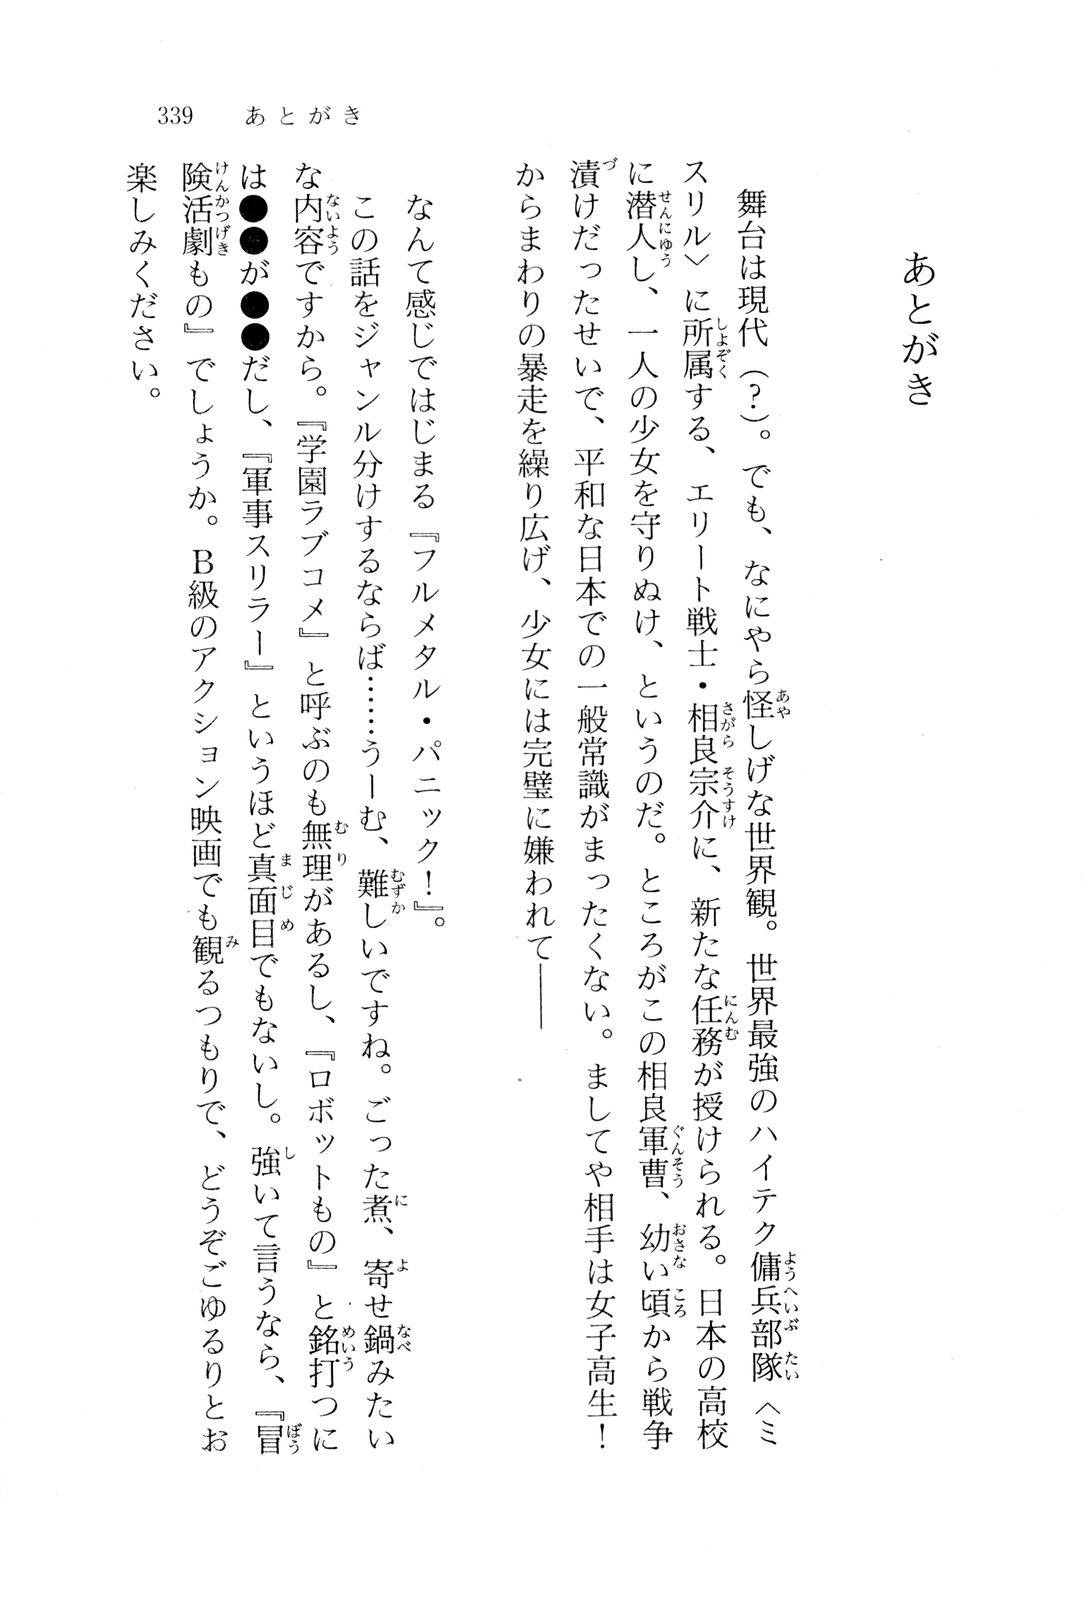 339 あとがき
あとがき
舞台は現代（？）。でも、なにやら怪しげな世界観。世界最強のハイテク傭兵部隊〈ミ
スリル〉に所属する、エリート戦士・相良宗介に、新たな任務が授けられる。日本の高校
に潜入し、一人の少女を守りぬけ、というのだ。ところがこの相良軍曹、幼い頃から戦争
漬けだったせいで、平和な日本での一般常識がまったくない。ましてや相手は女子高生！
からまわりの暴走を繰り広げ、少女には完璧に嫌われて――
なんて感じではじまる『フルメタル・パニック！』。
この話をジャンル分けするならば……うーむ、難しいですね。ごった煮、寄せ鍋みたい
な内容ですから。『学園ラブコメ』と呼ぶのも無理があるし、『ロボットもの』と銘打つに
は●●が●●だし、『軍事スリラー』というほど真面目でもないし。強いて言うなら、『冒
険活劇もの』でしょうか。Ｂ級のアクション映画でも観るつもりで、どうぞごゆるりとお
楽しみください。